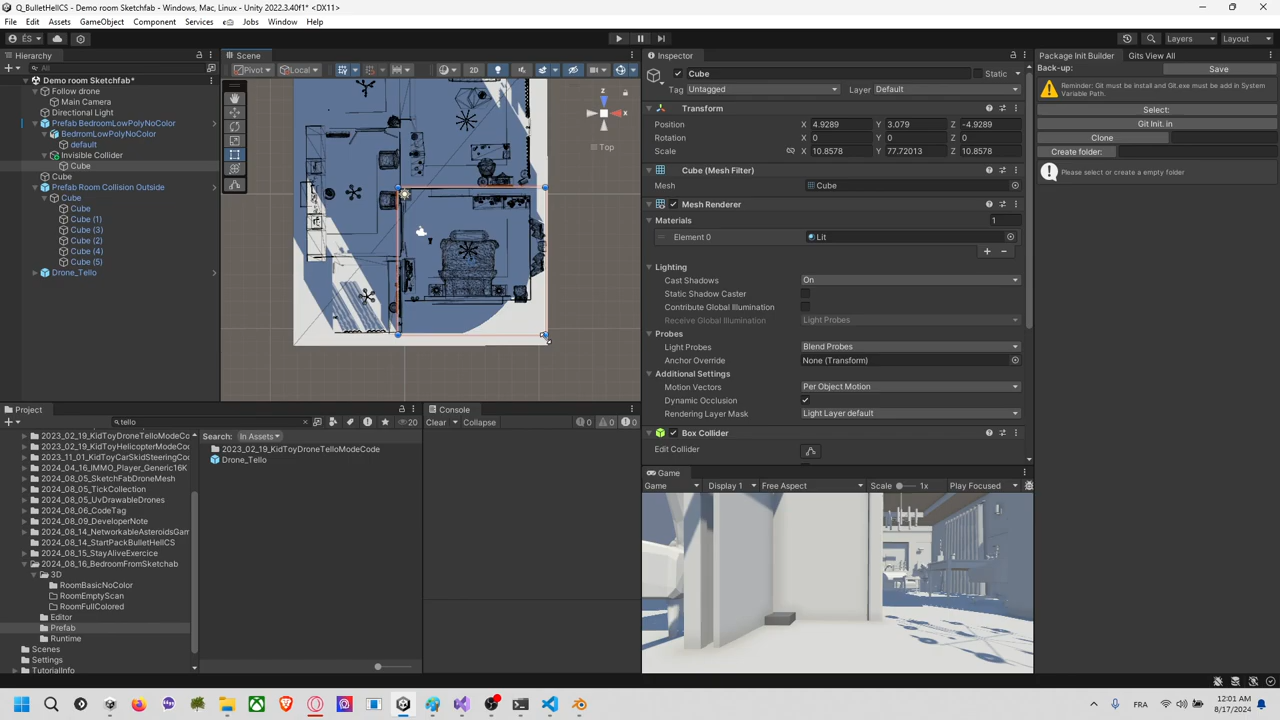 Q_BulletHellCS - Demo room Sketchfab - Windows, Mac, Linux - Unity 2022.3.40f1* <DX11>
File Edit Assets GameObject Component Services Jobs Window Help
ÉS
Layers Layout
Hierarchy
All
Demo room Sketchfab*
Follow drone
Main Camera
Directional Light
Prefab BedroomLowPolyNoColor
BedrromLowPolyNoColor
default
Invisible Collider
Cube
Cube
Prefab Room Collision Outside
Cube
Cube
Cube (1)
Cube (3)
Cube (2)
Cube (4)
Cube (5)
Drone_Tello
Scene
Pivot Local 2D
z
x
Top
Inspector
Cube Static
Tag Untagged Layer Default
Transform
Position X 4.9289 Y 3.079 Z -4.9289
Rotation X 0 Y 0 Z 0
Scale X 10.8578 Y 77.72013 Z 10.8578
Cube (Mesh Filter)
Mesh Cube
Mesh Renderer
Materials 1
Element 0 Lit
Lighting
Cast Shadows On
Static Shadow Caster
Contribute Global Illumination
Receive Global Illumination Light Probes
Probes
Light Probes Blend Probes
Anchor Override None (Transform)
Additional Settings
Motion Vectors Per Object Motion
Dynamic Occlusion
Rendering Layer Mask Light Layer default
Box Collider
Edit Collider
Package Init Builder Gits View All
Back-up: Save
Reminder: Git must be install and Git.exe must be add in System Variable Path.
Select:
Git Init. in
Clone
Create folder:
Please select or create a empty folder
Project
tello
20
2023_02_19_KidToyDroneTelloModeCo
2023_02_19_KidToyHelicopterModeCo
2023_11_01_KidToyCarSkidSteeringCo
2024_04_16_IMMO_Player_Generic16K
2024_08_05_SketchFabDroneMesh
2024_08_05_TickCollection
2024_08_05_UvDrawableDrones
2024_08_06_CodeTag
2024_08_09_DeveloperNote
2024_08_14_NetworkableAsteroidsGam
2024_08_14_StartPackBulletHellCS
2024_08_15_StayAliveExercice
2024_08_16_BedroomFromSketchab
3D
RoomBasicNoColor
RoomEmptyScan
RoomFullColored
Editor
Prefab
Runtime
Scenes
Settings
TutorialInfo
Search: In Assets
2023_02_19_KidToyDroneTelloModeCode
Drone_Tello
Console
Clear Collapse 0 0 0
Game
Game Display 1 Free Aspect Scale 1x Play Focused
FRA
12:01 AM
8/17/2024